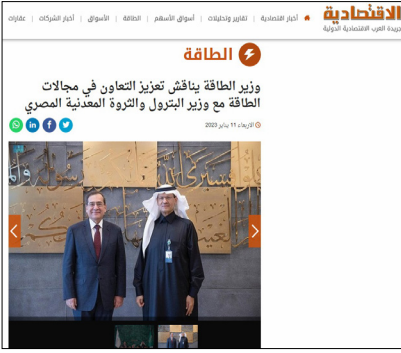 الاقتصادية
جريدة العرب الاقتصادية الدولية
أخبار اقتصادية | تقارير وتحليلات | أسواق الأسهم | الطاقة | الأسواق | أخبار الشركات | عقارات
الطاقة
وزير الطاقة يناقش تعزيز التعاون في مجالات
الطاقة مع وزير البترول والثروة المعدنية المصري
الأربعاء 11 يناير 2023